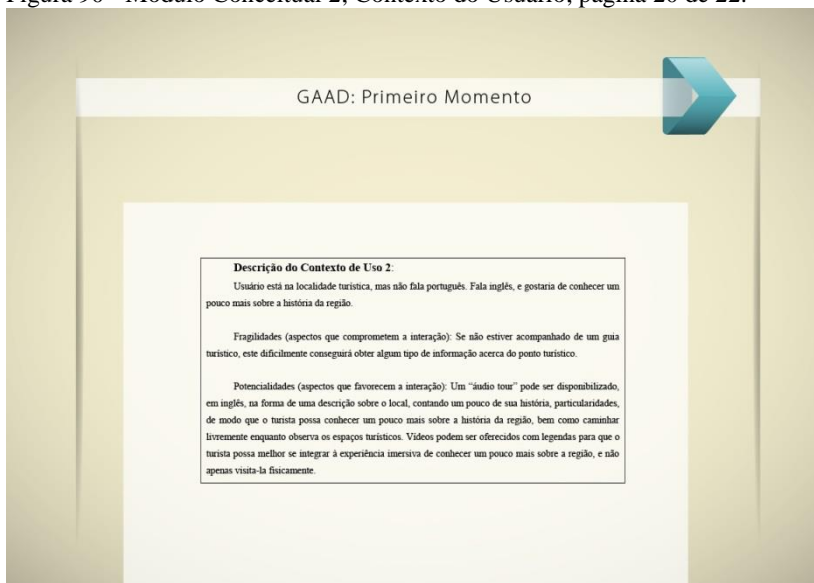 Figura 90 - Módulo Conceitual 2, Contexto do Usuário, página 20 de 22.
GAAD: Primeiro Momento
Descrição do Contexto de Uso 2:
Usuário está na localidade turística, mas não fala português. Fala inglês, e gostaria de conhecer um
pouco mais sobre a história da região.
Fragilidades (aspectos que comprometem a interação): Se não estiver acompanhado de um guia
turístico, este dificilmente conseguirá obter algum tipo de informação acerca do ponto turístico.
Potencialidades (aspectos que favorecem a interação): Um “áudio tour” pode ser disponibilizado,
em inglês, na forma de uma descrição sobre o local, contando um pouco de sua história, particularidades,
de modo que o turista possa conhecer um pouco mais sobre a história da região, bem como caminhar
livremente enquanto observa os espaços turísticos. Vídeos podem ser oferecidos com legendas para que o
turista possa melhor se integrar à experiência imersiva de conhecer um pouco mais sobre a região, e não
apenas visita-la fisicamente.